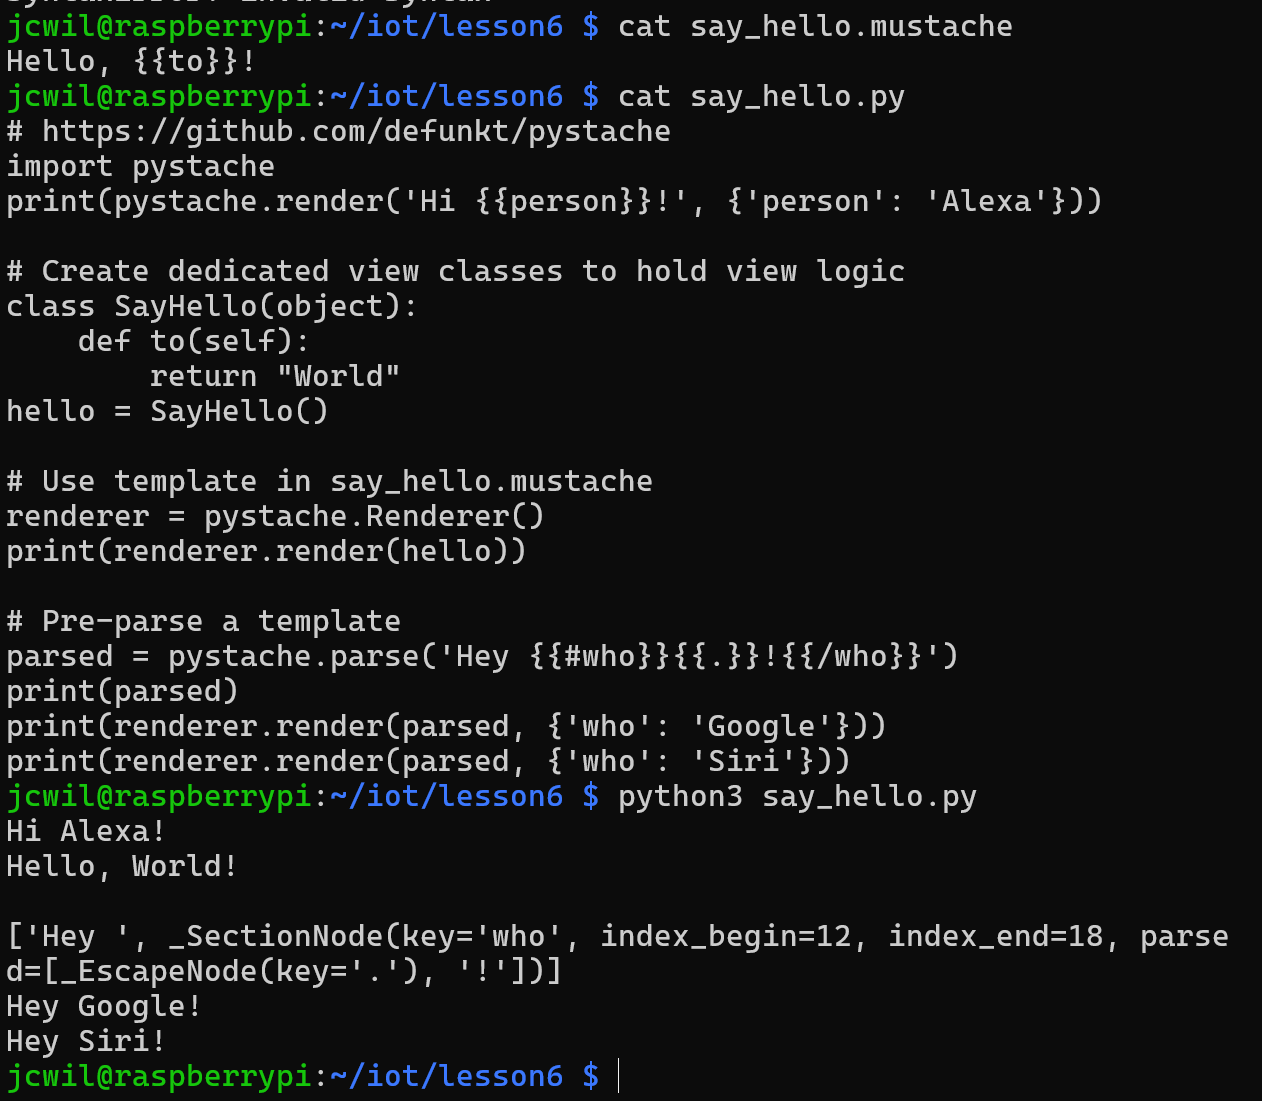 jcwil@raspberrypi:~/iot/lesson6 $ cat say_hello.mustache
Hello, {{to}}!
jcwil@raspberrypi:~/iot/lesson6 $ cat say_hello.py
# https://github.com/defunkt/pystache
import pystache
print(pystache.render('Hi {{person}}!', {'person': 'Alexa'}))

# Create dedicated view classes to hold view logic
class SayHello(object):
    def to(self):
        return "World"
hello = SayHello()

# Use template in say_hello.mustache
renderer = pystache.Renderer()
print(renderer.render(hello))

# Pre-parse a template
parsed = pystache.parse('Hey {{#who}}{{.}}!{{/who}}')
print(parsed)
print(renderer.render(parsed, {'who': 'Google'}))
print(renderer.render(parsed, {'who': 'Siri'}))
jcwil@raspberrypi:~/iot/lesson6 $ python3 say_hello.py
Hi Alexa!
Hello, World!

['Hey ', _SectionNode(key='who', index_begin=12, index_end=18, parse
d=[_EscapeNode(key='.'), '!'])]
Hey Google!
Hey Siri!
jcwil@raspberrypi:~/iot/lesson6 $